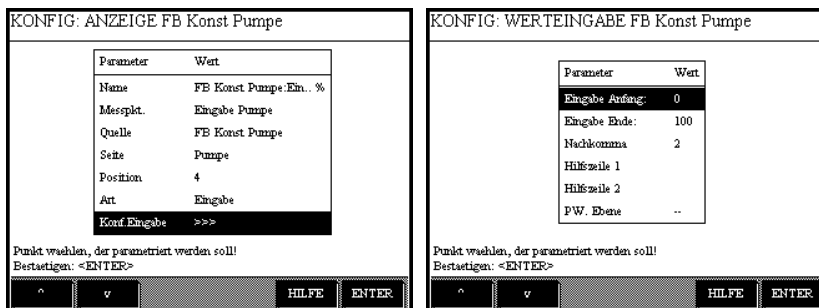 KONFIG: ANZEIGE FB Konst Pumpe
Parameter Wert
Name FB Konst Pumpe:Ein.. %
Messpkt. Eingabe Pumpe
Quelle FB Konst Pumpe
Seite Pumpe
Position 4
Art Eingabe
Konf.Eingabe >>>
Punkt waehlen, der parametriert werden soll!
Bestaetigen: <ENTER>
^ v HILFE ENTER
KONFIG: WERTEINGABE FB Konst Pumpe
Parameter Wert
Eingabe Anfang: 0
Eingabe Ende: 100
Nachkomma 2
Hilfszeile 1
Hilfszeile 2
PW. Ebene --
Punkt waehlen, der parametriert werden soll!
Bestaetigen: <ENTER>
^ v HILFE ENTER